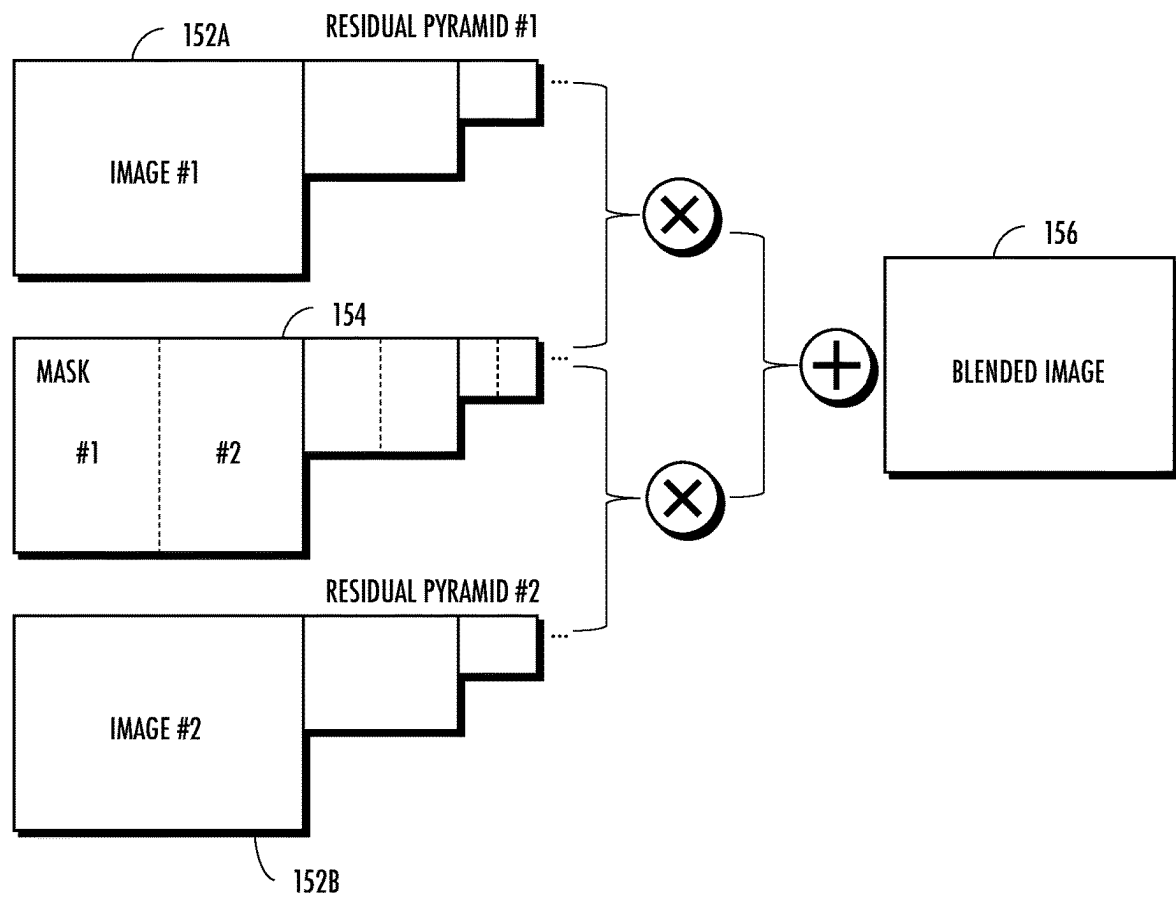 152A
RESIDUAL PYRAMID #1
...
IMAGE #1
154
...
MASK
#1 #2
156
BLENDED IMAGE
RESIDUAL PYRAMID #2
...
IMAGE #2
152B